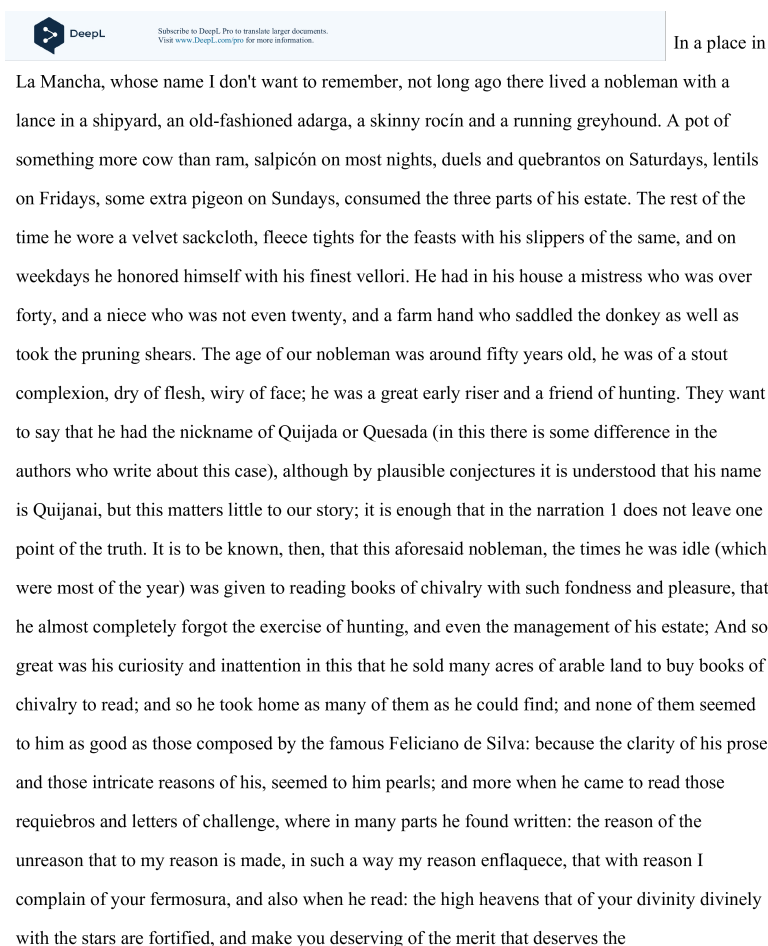 DeepL
Subscribe to DeepL Pro to translate larger documents.
Visit www.DeepL.com/pro for more information.
In a place in
La Mancha, whose name I don't want to remember, not long ago there lived a nobleman with a
lance in a shipyard, an old-fashioned adarga, a skinny rocín and a running greyhound. A pot of
something more cow than ram, salpicón on most nights, duels and quebrantos on Saturdays, lentils
on Fridays, some extra pigeon on Sundays, consumed the three parts of his estate. The rest of the
time he wore a velvet sackcloth, fleece tights for the feasts with his slippers of the same, and on
weekdays he honored himself with his finest vellori. He had in his house a mistress who was over
forty, and a niece who was not even twenty, and a farm hand who saddled the donkey as well as
took the pruning shears. The age of our nobleman was around fifty years old, he was of a stout
complexion, dry of flesh, wiry of face; he was a great early riser and a friend of hunting. They want
to say that he had the nickname of Quijada or Quesada (in this there is some difference in the
authors who write about this case), although by plausible conjectures it is understood that his name
is Quijanai, but this matters little to our story; it is enough that in the narration 1 does not leave one
point of the truth. It is to be known, then, that this aforesaid nobleman, the times he was idle (which
were most of the year) was given to reading books of chivalry with such fondness and pleasure, that
he almost completely forgot the exercise of hunting, and even the management of his estate; And so
great was his curiosity and inattention in this that he sold many acres of arable land to buy books of
chivalry to read; and so he took home as many of them as he could find; and none of them seemed
to him as good as those composed by the famous Feliciano de Silva: because the clarity of his prose
and those intricate reasons of his, seemed to him pearls; and more when he came to read those
requiebros and letters of challenge, where in many parts he found written: the reason of the
unreason that to my reason is made, in such a way my reason enflaquece, that with reason I
complain of your fermosura, and also when he read: the high heavens that of your divinity divinely
with the stars are fortified, and make you deserving of the merit that deserves the